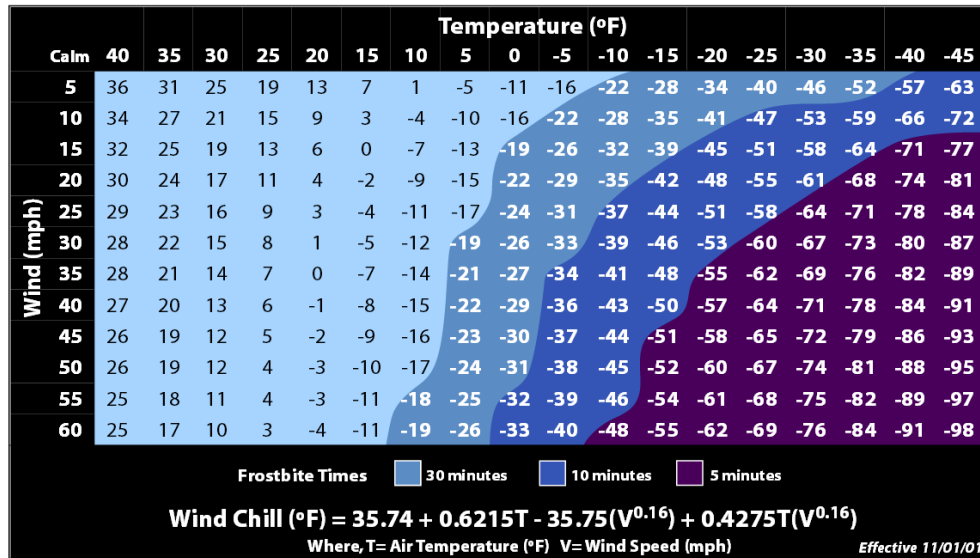 Temperature (ºF)
Calm 40 35 30 25 20 15 10 5 0 -5 -10 -15 -20 -25 -30 -35 -40 -45
Wind (mph)
5 36 31 25 19 13 7 1 -5 -11 -16 -22 -28 -34 -40 -46 -52 -57 -63
10 34 27 21 15 9 3 -4 -10 -16 -22 -28 -35 -41 -47 -53 -59 -66 -72
15 32 25 19 13 6 0 -7 -13 -19 -26 -32 -39 -45 -51 -58 -64 -71 -77
20 30 24 17 11 4 -2 -9 -15 -22 -29 -35 -42 -48 -55 -61 -68 -74 -81
25 29 23 16 9 3 -4 -11 -17 -24 -31 -37 -44 -51 -58 -64 -71 -78 -84
30 28 22 15 8 1 -5 -12 -19 -26 -33 -39 -46 -53 -60 -67 -73 -80 -87
35 28 21 14 7 0 -7 -14 -21 -27 -34 -41 -48 -55 -62 -69 -76 -82 -89
40 27 20 13 6 -1 -8 -15 -22 -29 -36 -43 -50 -57 -64 -71 -78 -84 -91
45 26 19 12 5 -2 -9 -16 -23 -30 -37 -44 -51 -58 -65 -72 -79 -86 -93
50 26 19 12 4 -3 -10 -17 -24 -31 -38 -45 -52 -60 -67 -74 -81 -88 -95
55 25 18 11 4 -3 -11 -18 -25 -32 -39 -46 -54 -61 -68 -75 -82 -89 -97
60 25 17 10 3 -4 -11 -19 -26 -33 -40 -48 -55 -62 -69 -76 -84 -91 -98
Frostbite Times 30 minutes 10 minutes 5 minutes
Wind Chill (ºF) = 35.74 + 0.6215T - 35.75(V^0.16) + 0.4275T(V^0.16)
Where, T= Air Temperature (ºF) V= Wind Speed (mph) Effective 11/01/01